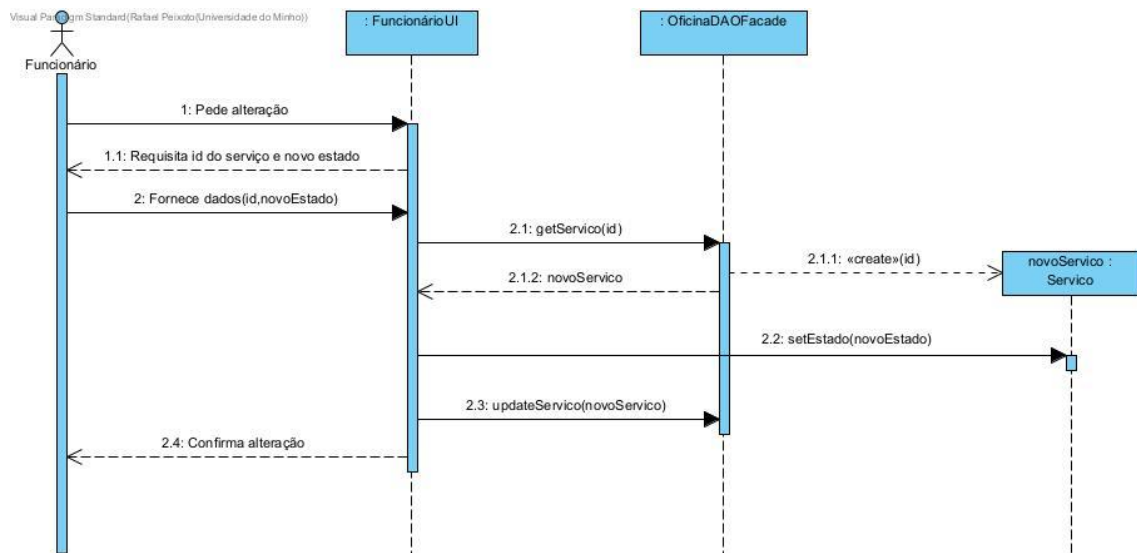 Visual Paradigm Standard(Rafael Peixoto(Universidade do Minho))
: FuncionárioUI
: OficinaDAOFacade
Funcionário
1: Pede alteração
1.1: Requisita id do serviço e novo estado
2: Fornece dados(id,novoEstado)
2.1: getServico(id)
2.1.1: «create»(id)
novoServico :
Servico
2.1.2: novoServico
2.2: setEstado(novoEstado)
2.3: updateServico(novoServico)
2.4: Confirma alteração